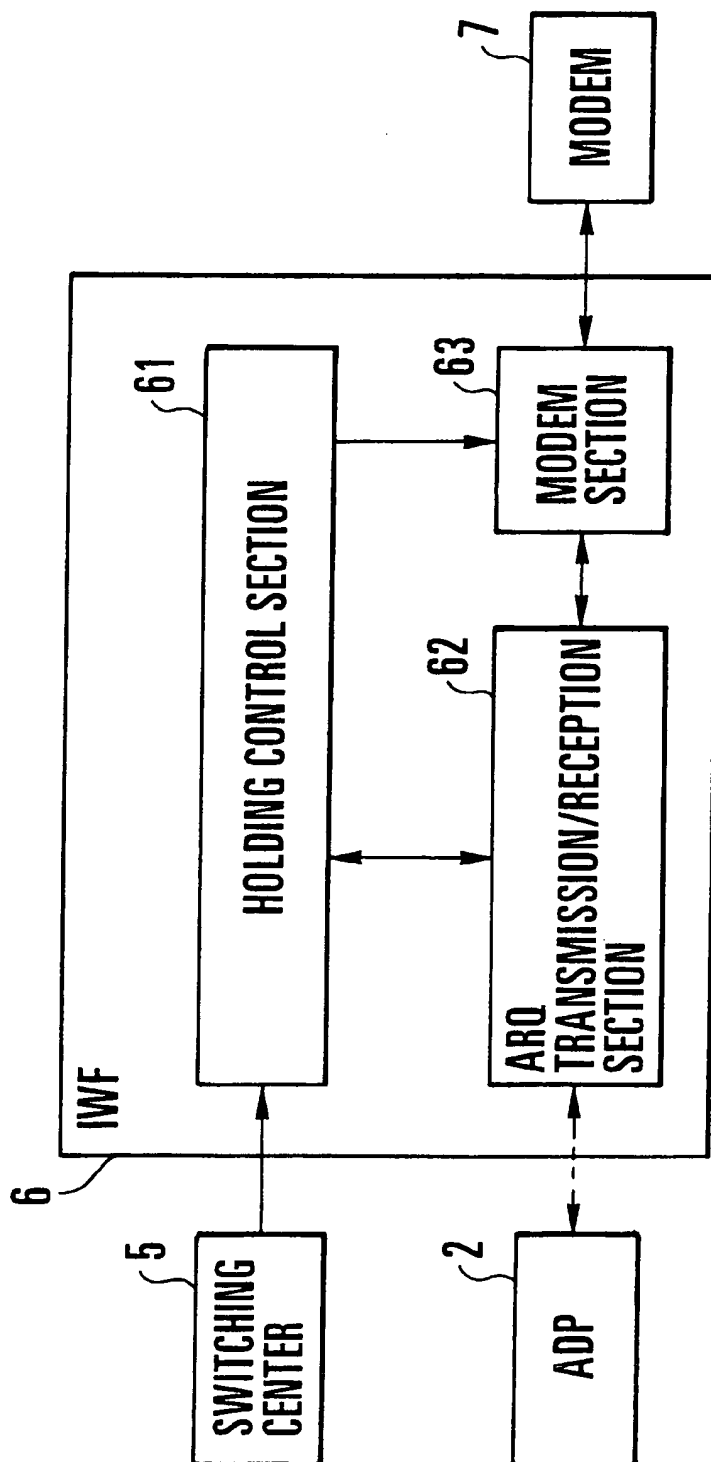 6
IWF
5
SWITCHING
CENTER
61
HOLDING CONTROL SECTION
2
ADP
62
ARQ
TRANSMISSION/RECEPTION
SECTION
63
MODEM
SECTION
7
MODEM